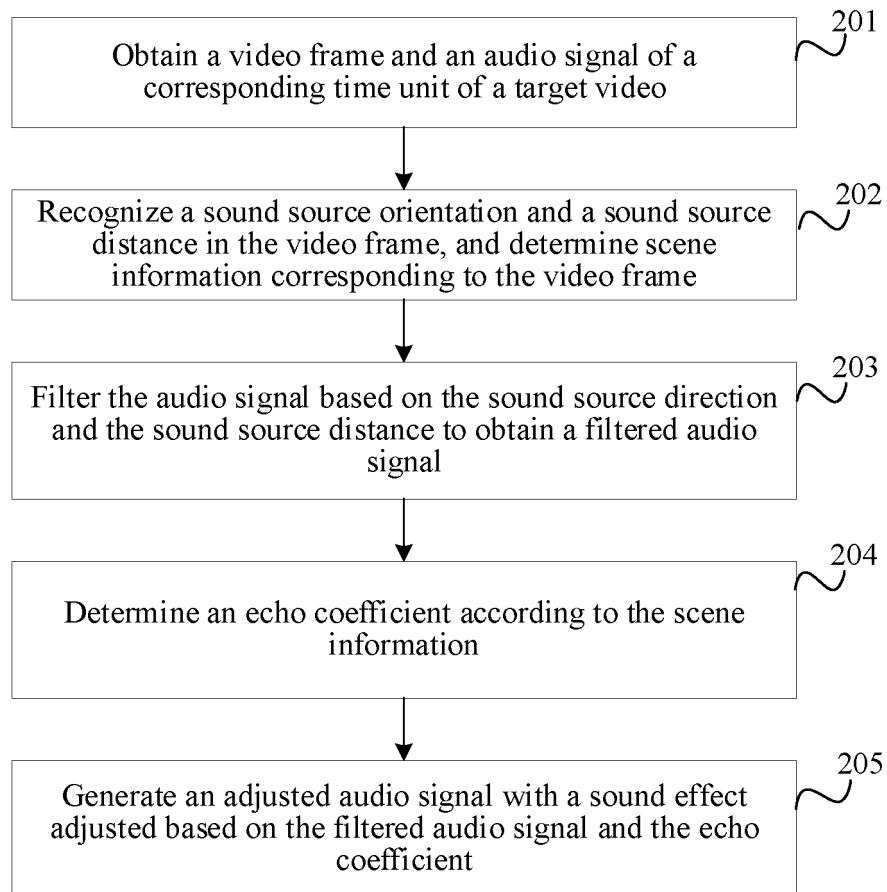 201
Obtain a video frame and an audio signal of a
corresponding time unit of a target video
202
Recognize a sound source orientation and a sound source
distance in the video frame, and determine scene
information corresponding to the video frame
203
Filter the audio signal based on the sound source direction
and the sound source distance to obtain a filtered audio
signal
204
Determine an echo coefficient according to the scene
information
205
Generate an adjusted audio signal with a sound effect
adjusted based on the filtered audio signal and the echo
coefficient